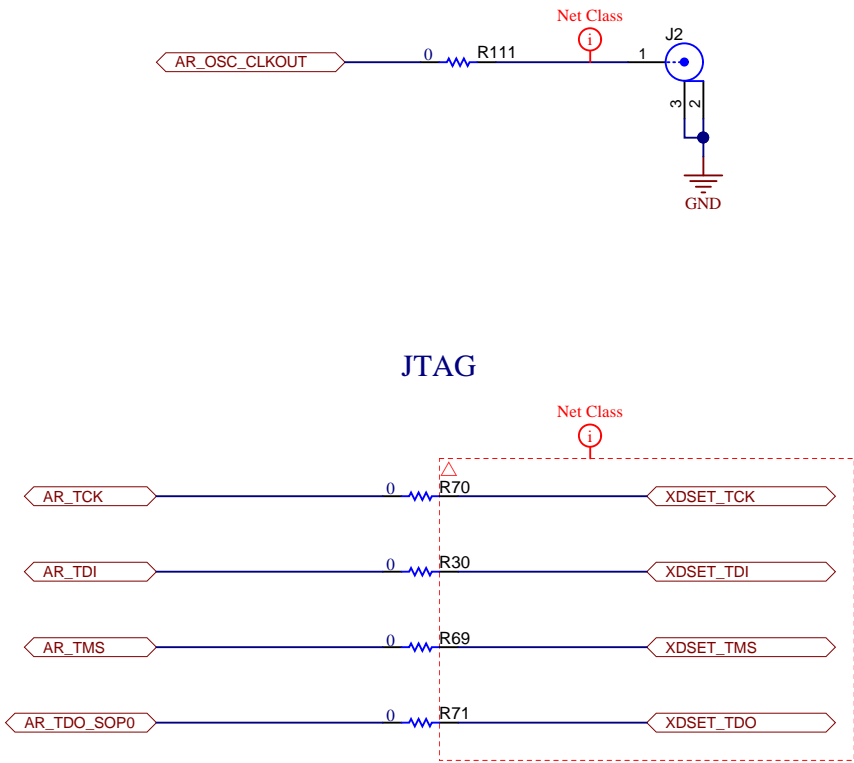 Net Class
i
J2
AR_OSC_CLKOUT
0
R111
1
3
2
GND
JTAG
Net Class
i
AR_TCK
0
R70
XDSET_TCK
AR_TDI
0
R30
XDSET_TDI
AR_TMS
0
R69
XDSET_TMS
AR_TDO_SOP0
0
R71
XDSET_TDO